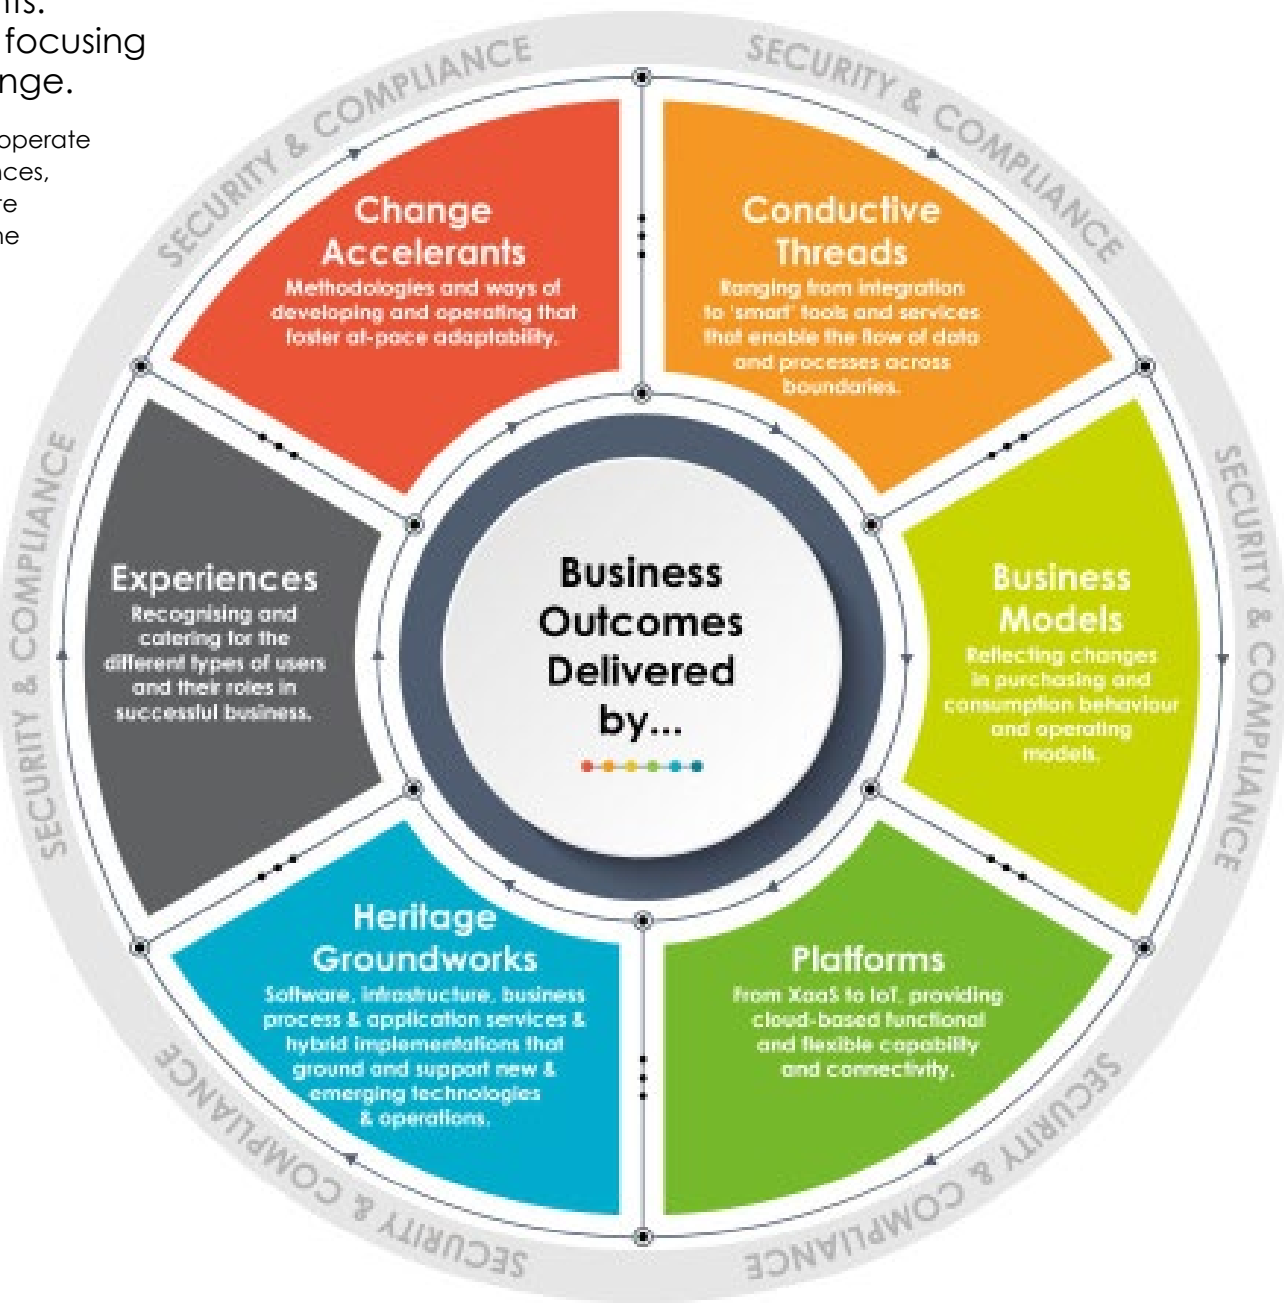 focusing
nge.
operate
nces,
re
ne
SECURITY & COMPLIANCE
SECURITY & COMPLIANCE
SECURITY & COMPLIANCE
SECURITY & COMPLIANCE
SECURITY & COMPLIANCE
SECURITY & COMPLIANCE
Change
Accelerants
Methodologies and ways of
developing and operating that
foster at-pace adaptability.
Conductive
Threads
Ranging from integration
to 'smart' tools and services
that enable the flow of data
and processes across
boundaries.
Experiences
Recognising and
catering for the
different types of users
and their roles in
successful business.
Business
Outcomes
Delivered
by...
Business
Models
Reflecting changes
in purchasing and
consumption behaviour
and operating
models.
Heritage
Groundworks
Software, infrastructure, business
process & application services &
hybrid implementations that
ground and support new &
emerging technologies
& operations.
Platforms
From XaaS to IoT, providing
cloud-based functional
and flexible capability
and connectivity.